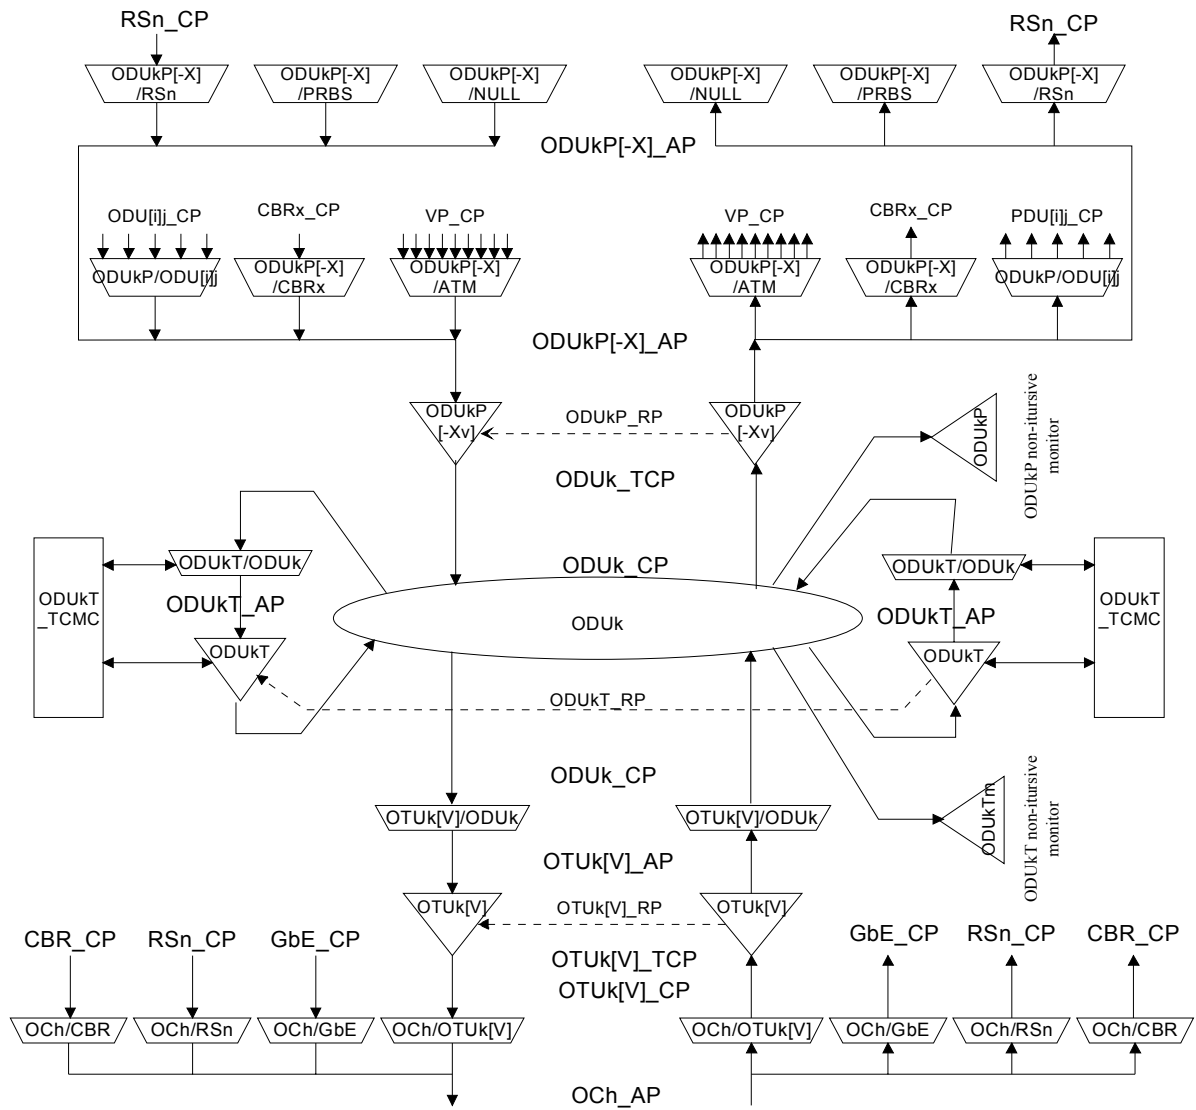 RSn_CP
RSn_CP
ODUkP[-X]
/RSn
ODUkP[-X]
/PRBS
ODUkP[-X]
/NULL
ODUkP[-X]
/NULL
ODUkP[-X]
/PRBS
ODUkP[-X]
/RSn
ODUkP[-X]_AP
ODU[i]j_CP
CBRx_CP
VP_CP
VP_CP
CBRx_CP
PDU[i]j_CP
ODUkP/ODU[i]j
ODUkP[-X]
/CBRx
ODUkP[-X]
/ATM
ODUkP[-X]
/ATM
ODUkP[-X]
/CBRx
ODUkP/ODU[i]j
ODUkP[-X]_AP
ODUkP
[-Xv]
ODUkP_RP
ODUkP
[-Xv]
ODUkP
ODUkP non-itursive
monitor
ODUk_TCP
ODUkT
_TCMC
ODUkT/ODUk
ODUk_CP
ODUkT/ODUk
ODUkT
_TCMC
ODUkT_AP
ODUk
ODUkT_AP
ODUkT
ODUkT
ODUkT_RP
ODUk_CP
ODUkTm
ODUkT non-itursive
monitor
OTUk[V]/ODUk
OTUk[V]/ODUk
OTUk[V]_AP
OTUk[V]
OTUk[V]_RP
OTUk[V]
CBR_CP
RSn_CP
GbE_CP
OTUk[V]_TCP
OTUk[V]_CP
GbE_CP
RSn_CP
CBR_CP
OCh/CBR
OCh/RSn
OCh/GbE
OCh/OTUk[V]
OCh/OTUk[V]
OCh/GbE
OCh/RSn
OCh/CBR
OCh_AP